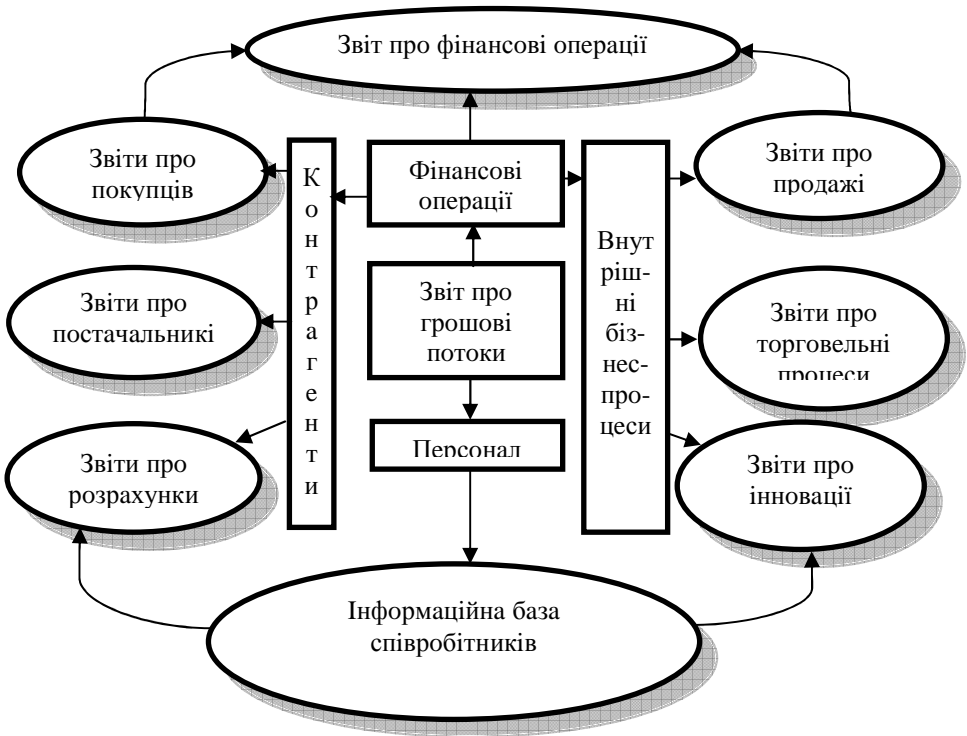 Звіт про фінансові операції
Звіти про
покупців
К
о
н
т
р
а
г
е
н
т
и
Фінансові
операції
Внут
ріш-
ні
біз-
нес-
про-
цеси
Звіти про
продажі
Звіти про
постачальникі
Звіт про
грошові
потоки
Звіти про
торговельні
процеси
Звіти про
розрахунки
Персонал
Звіти про
інновації
Інформаційна база
співробітників